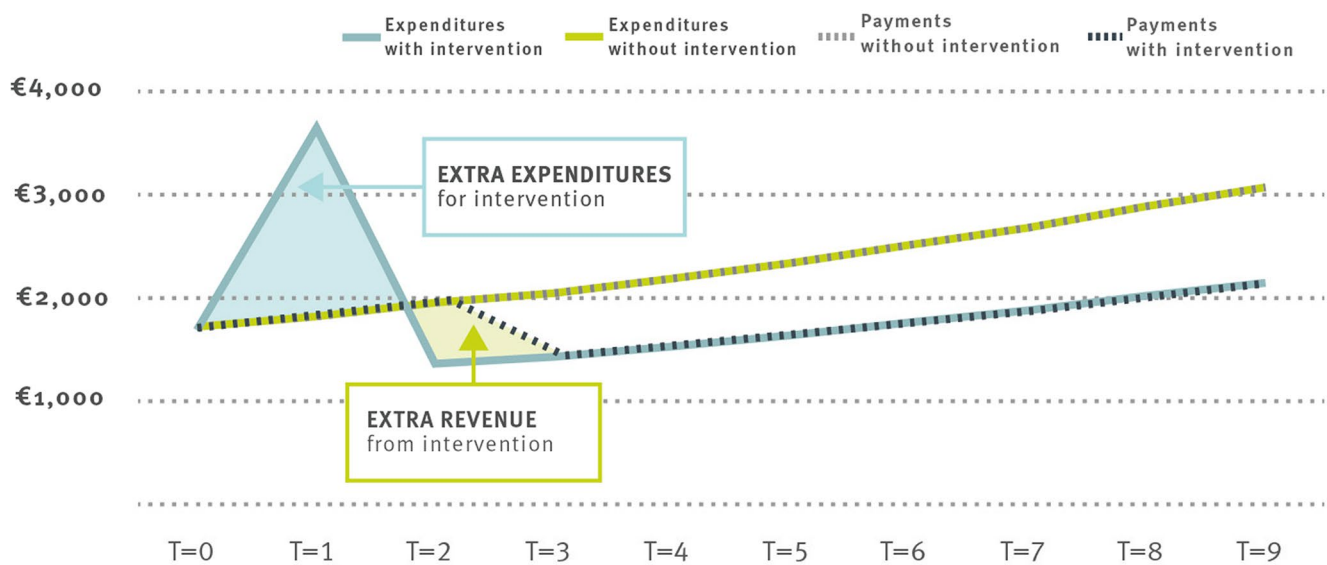 Expenditures
with intervention
Expenditures
without intervention
Payments
without intervention
Payments
with intervention
€4,000
€3,000
€2,000
€1,000
EXTRA EXPENDITURES
for intervention
EXTRA REVENUE
from intervention
T=0 T=1 T=2 T=3 T=4 T=5 T=6 T=7 T=8 T=9